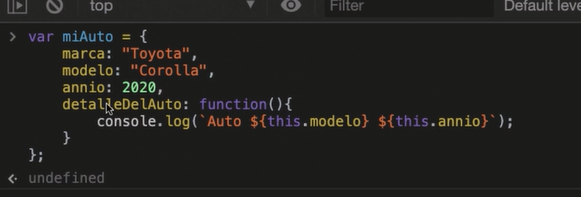 top Filter Default leve
var miAuto = {
marca: "Toyota",
modelo: "Corolla",
annio: 2020,
detalleDelAuto: function(){
console.log(`Auto ${this.modelo} ${this.annio}`);
}
};
undefined